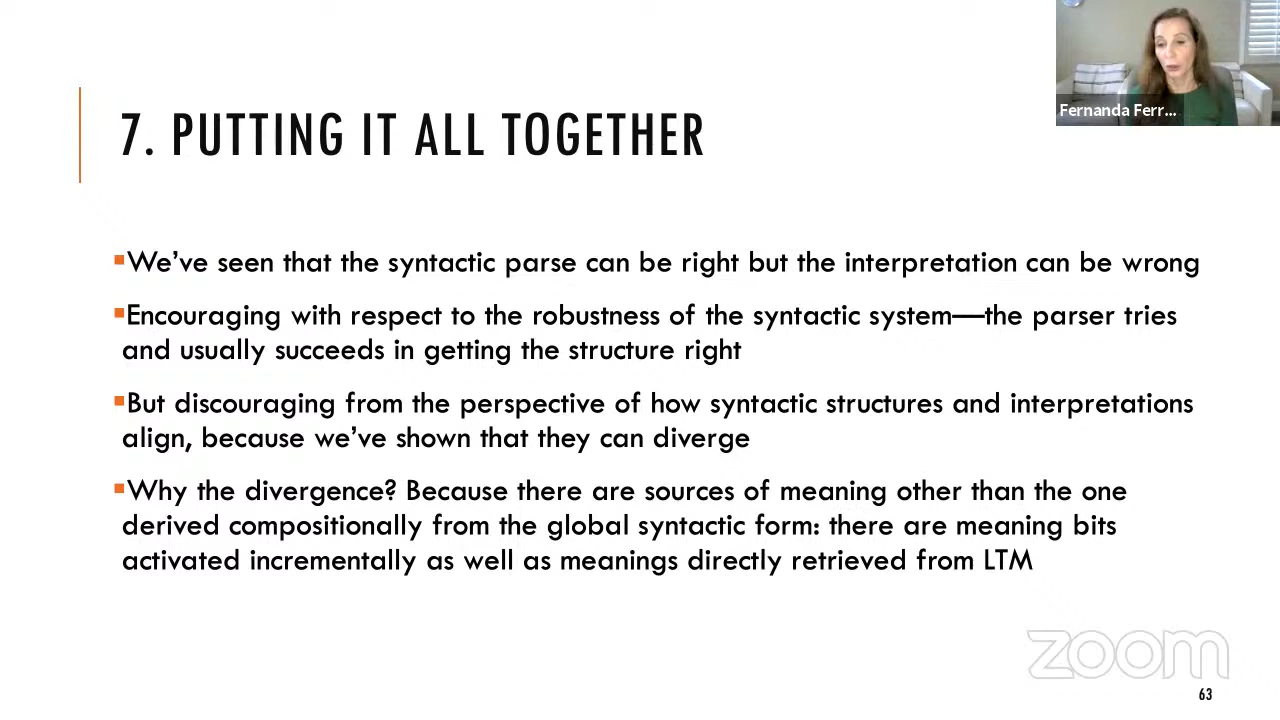 Fernanda Ferr...
7. PUTTING IT ALL TOGETHER
▪We’ve seen that the syntactic parse can be right but the interpretation can be wrong
▪Encouraging with respect to the robustness of the syntactic system—the parser tries
and usually succeeds in getting the structure right
▪But discouraging from the perspective of how syntactic structures and interpretations
align, because we’ve shown that they can diverge
▪Why the divergence? Because there are sources of meaning other than the one
derived compositionally from the global syntactic form: there are meaning bits
activated incrementally as well as meanings directly retrieved from LTM
zoom
63